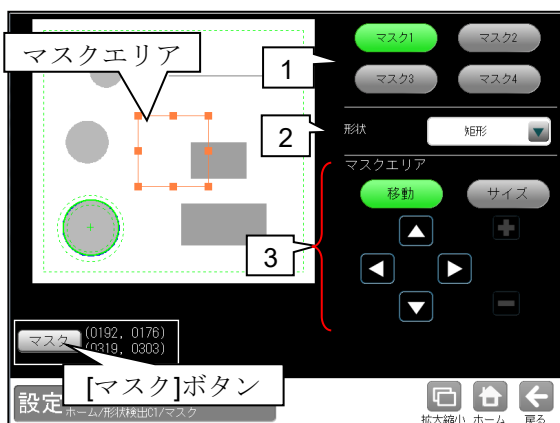 マスクエリア
1
マスク1
マスク2
マスク3
マスク4
2
形状
矩形
マスクエリア
移動
サイズ
3
マスク
(0192, 0176)
(0319, 0303)
[マスク]ボタン
設定
ホーム/形状検出C1/マスク
拡大縮小
ホーム
戻る